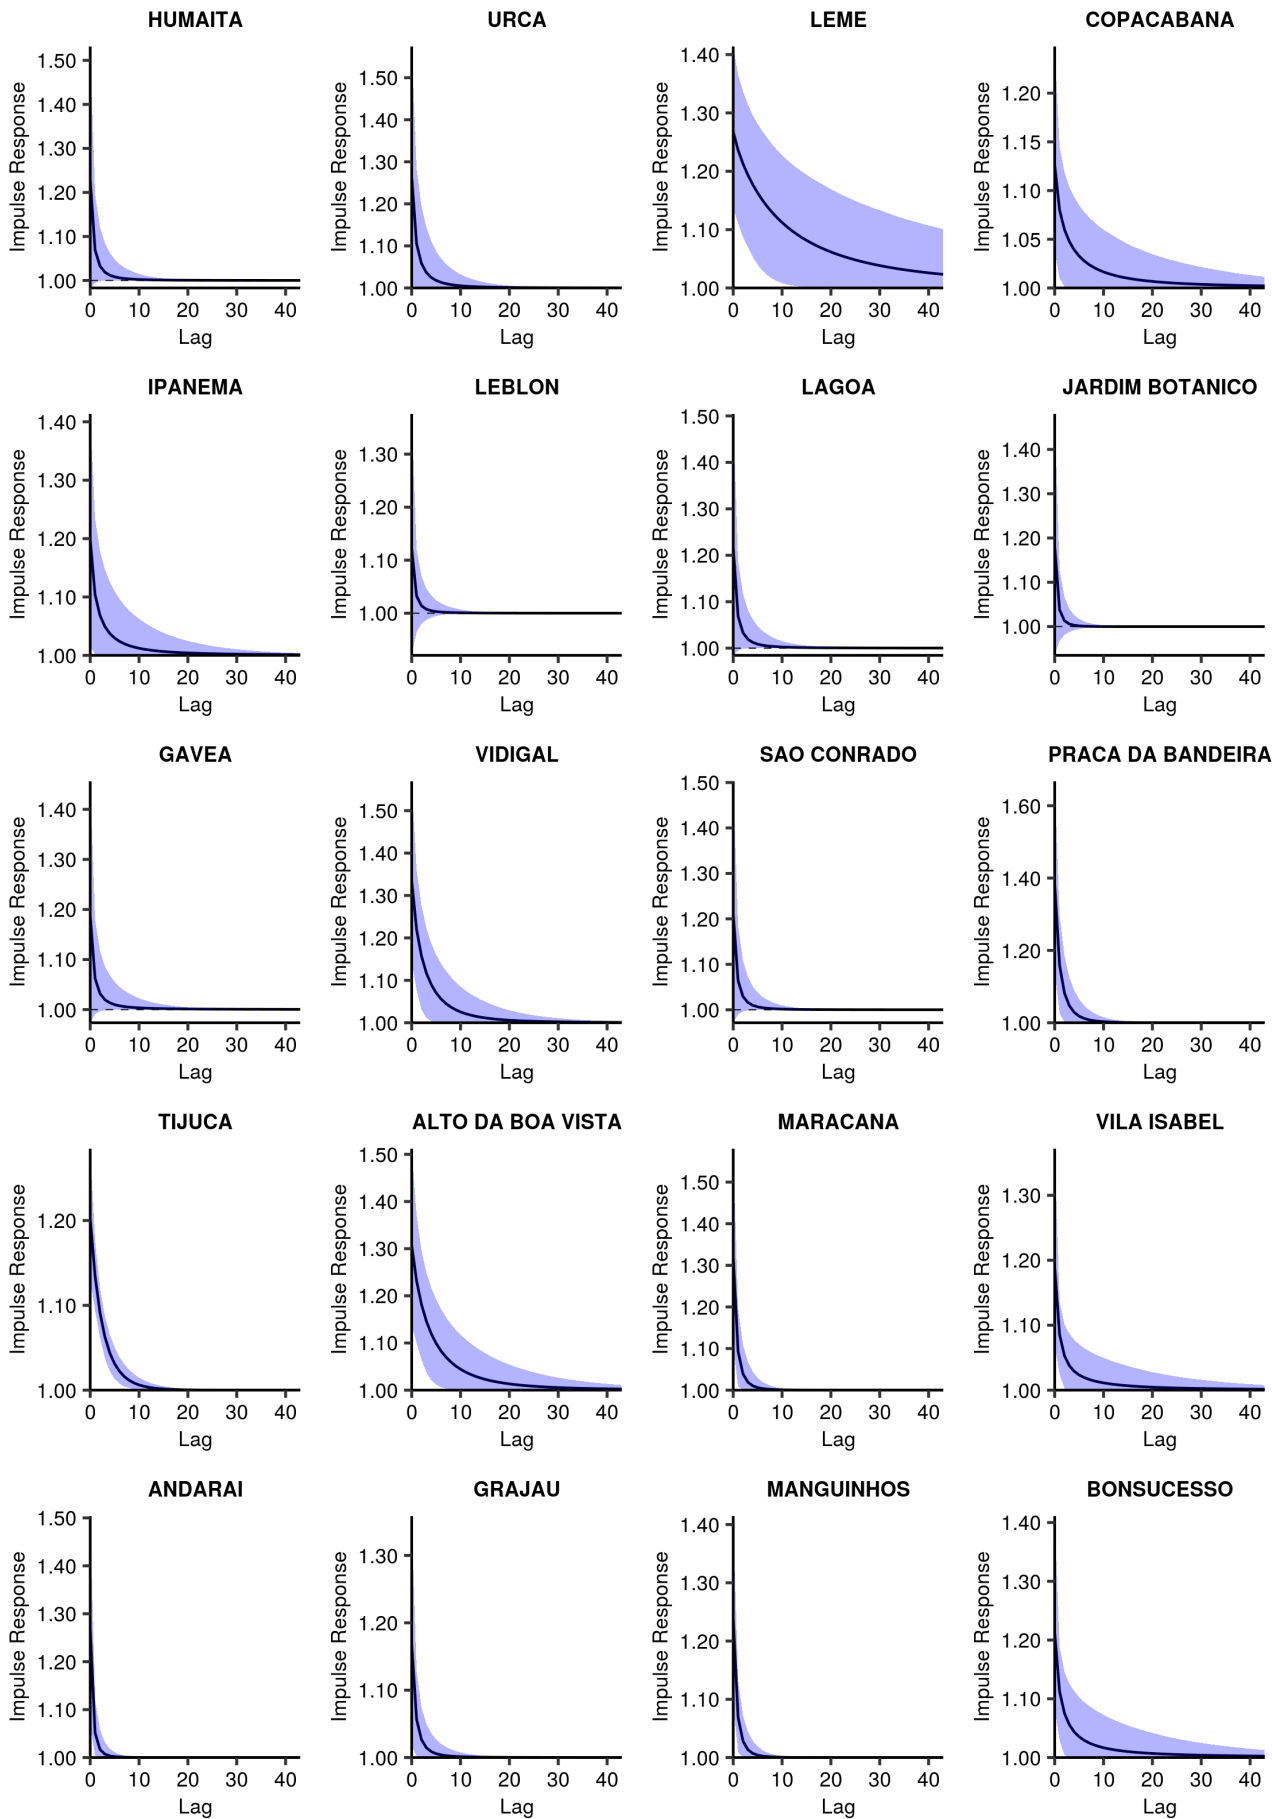 HUMAITA
URCA
LEME
COPACABANA
Impulse Response
1.50
1.40
1.30
1.20
1.10
1.00
0 10 20 30 40
Lag
Impulse Response
1.50
1.40
1.30
1.20
1.10
1.00
0 10 20 30 40
Lag
Impulse Response
1.40
1.30
1.20
1.10
1.00
0 10 20 30 40
Lag
Impulse Response
1.20
1.15
1.10
1.05
1.00
0 10 20 30 40
Lag
IPANEMA
LEBLON
LAGOA
JARDIM BOTANICO
Impulse Response
1.40
1.30
1.20
1.10
1.00
0 10 20 30 40
Lag
Impulse Response
1.30
1.20
1.10
1.00
0 10 20 30 40
Lag
Impulse Response
1.50
1.40
1.30
1.20
1.10
1.00
0 10 20 30 40
Lag
Impulse Response
1.40
1.30
1.20
1.10
1.00
0 10 20 30 40
Lag
GAVEA
VIDIGAL
SAO CONRADO
PRACA DA BANDEIRA
Impulse Response
1.40
1.30
1.20
1.10
1.00
0 10 20 30 40
Lag
Impulse Response
1.50
1.40
1.30
1.20
1.10
1.00
0 10 20 30 40
Lag
Impulse Response
1.50
1.40
1.30
1.20
1.10
1.00
0 10 20 30 40
Lag
Impulse Response
1.60
1.40
1.20
1.00
0 10 20 30 40
Lag
TIJUCA
ALTO DA BOA VISTA
MARACANA
VILA ISABEL
Impulse Response
1.20
1.10
1.00
0 10 20 30 40
Lag
Impulse Response
1.50
1.40
1.30
1.20
1.10
1.00
0 10 20 30 40
Lag
Impulse Response
1.50
1.40
1.30
1.20
1.10
1.00
0 10 20 30 40
Lag
Impulse Response
1.30
1.20
1.10
1.00
0 10 20 30 40
Lag
ANDARAI
GRAJAU
MANGUINHOS
BONSUCESSO
Impulse Response
1.50
1.40
1.30
1.20
1.10
1.00
0 10 20 30 40
Lag
Impulse Response
1.30
1.20
1.10
1.00
0 10 20 30 40
Lag
Impulse Response
1.40
1.30
1.20
1.10
1.00
0 10 20 30 40
Lag
Impulse Response
1.40
1.30
1.20
1.10
1.00
0 10 20 30 40
Lag